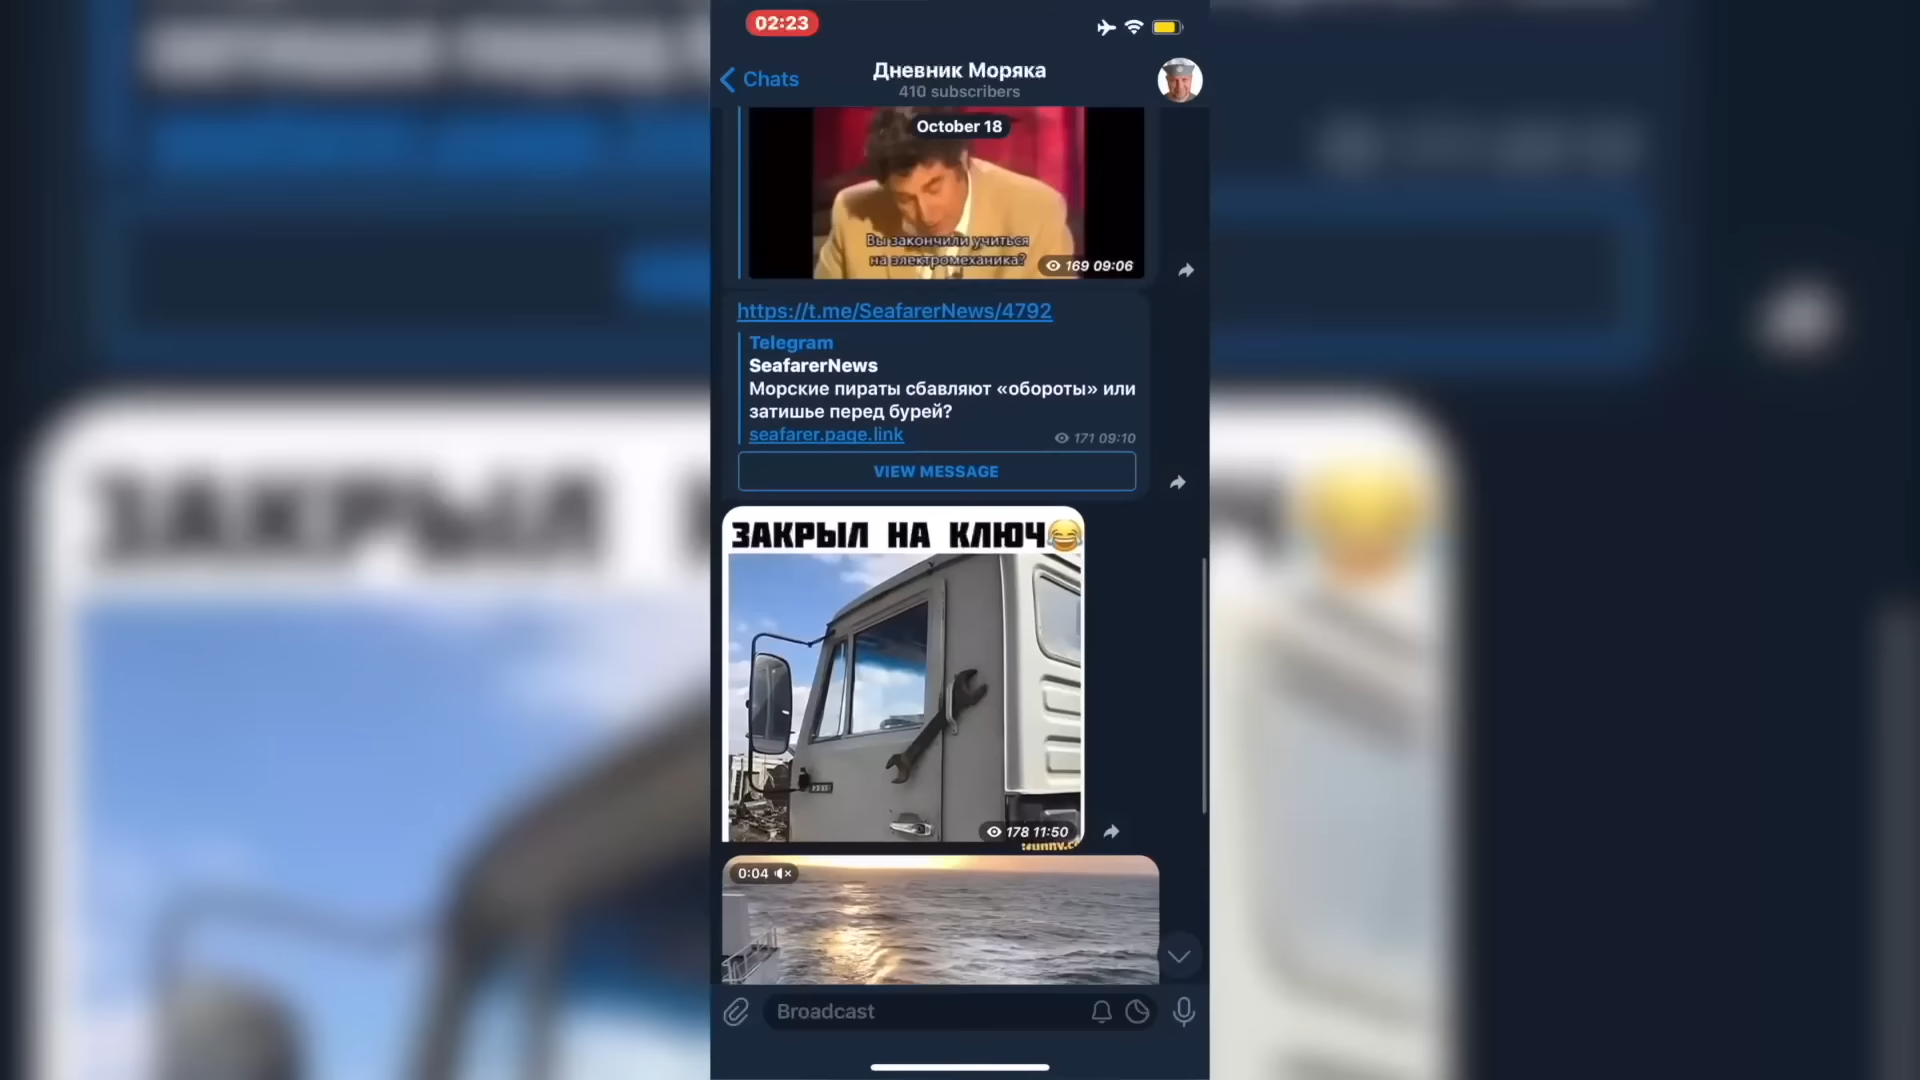 02:23
Chats
Дневник Моряка
410 subscribers
October 18
Вы закончили учиться
на электромеханика?
169 09:06
https://t.me/SeafarerNews/4792
Telegram
SeafarerNews
Морские пираты сбавляют «обороты» или
затишье перед бурей?
seafarer.page.link
171 09:10
VIEW MESSAGE
ЗАКРЫЛ НА КЛЮЧ😂
178 11:50
0:04
Broadcast